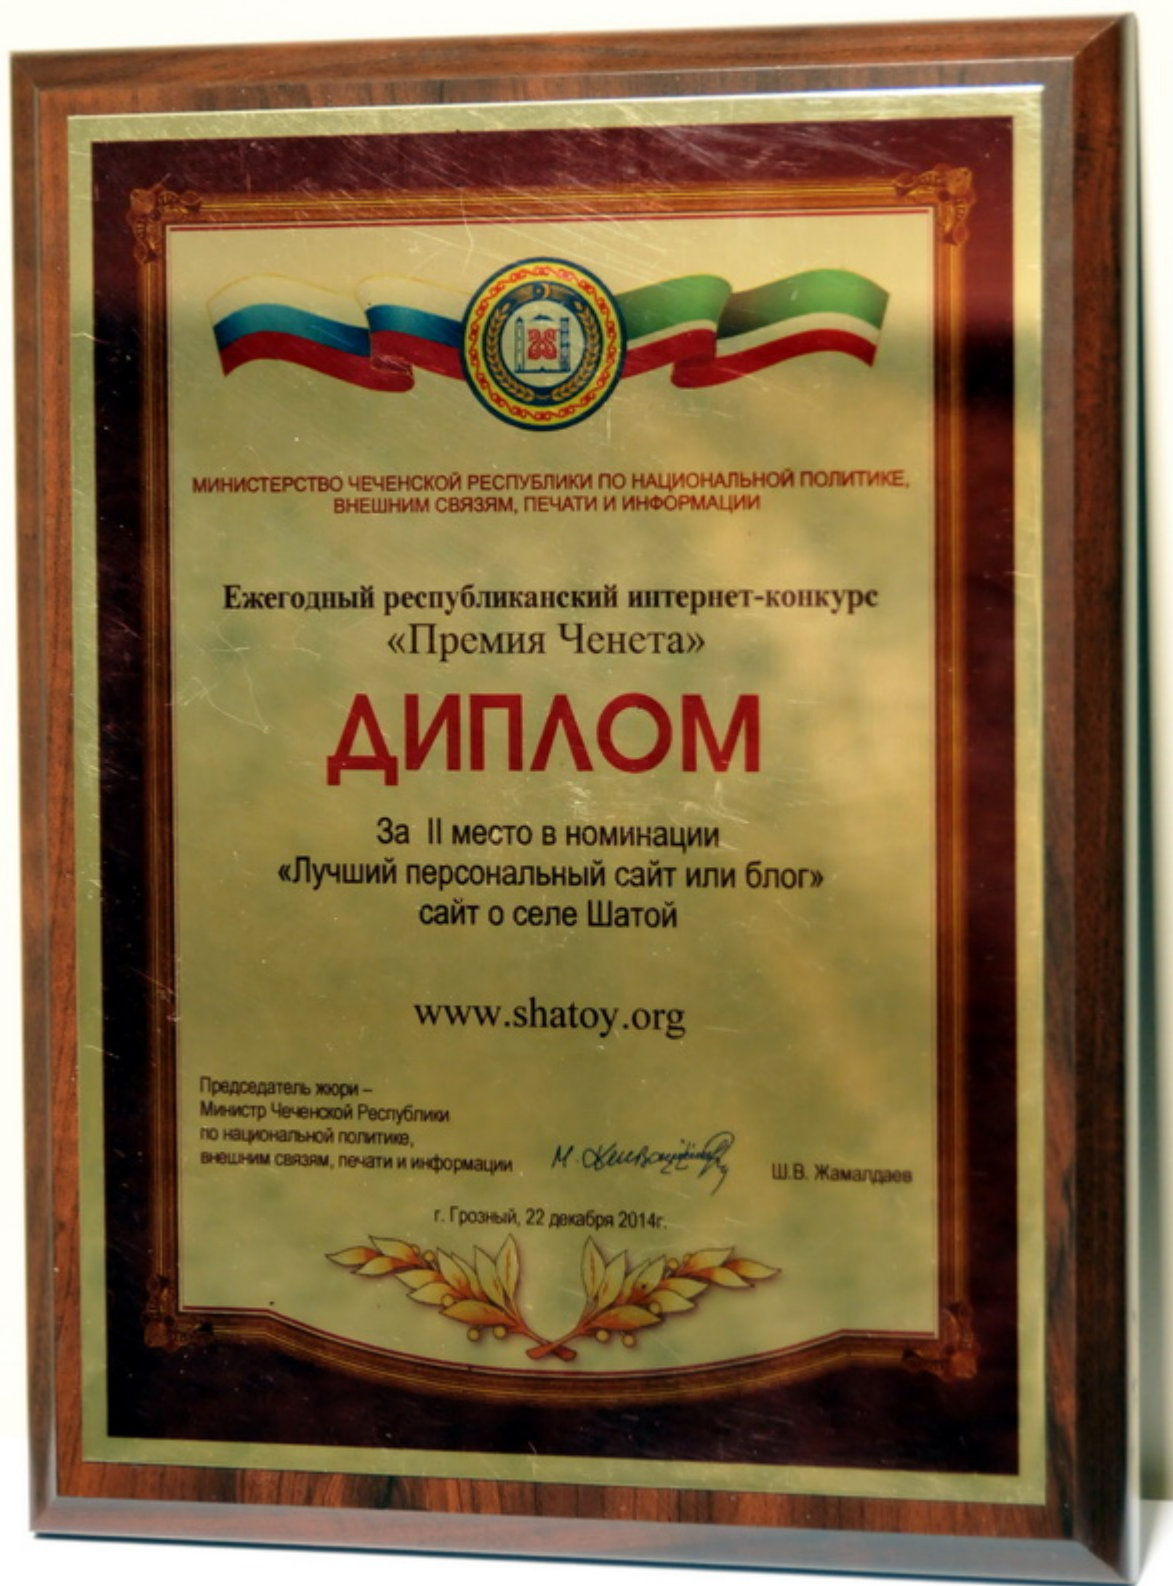 МИНИСТЕРСТВО ЧЕЧЕНСКОЙ РЕСПУБЛИКИ ПО НАЦИОНАЛЬНОЙ ПОЛИТИКЕ,
ВНЕШНИМ СВЯЗЯМ, ПЕЧАТИ И ИНФОРМАЦИИ
Ежегодный республиканский интернет-конкурс
«Премия Ченета»
ДИПЛОМ
За II место в номинации
«Лучший персональный сайт или блог»
сайт о селе Шатой
www.shatoy.org
Председатель жюри –
Министр Чеченской Республики
по национальной политике,
внешним связям, печати и информации
Ш.В. Жамалдаев
г. Грозный, 22 декабря 2014г.